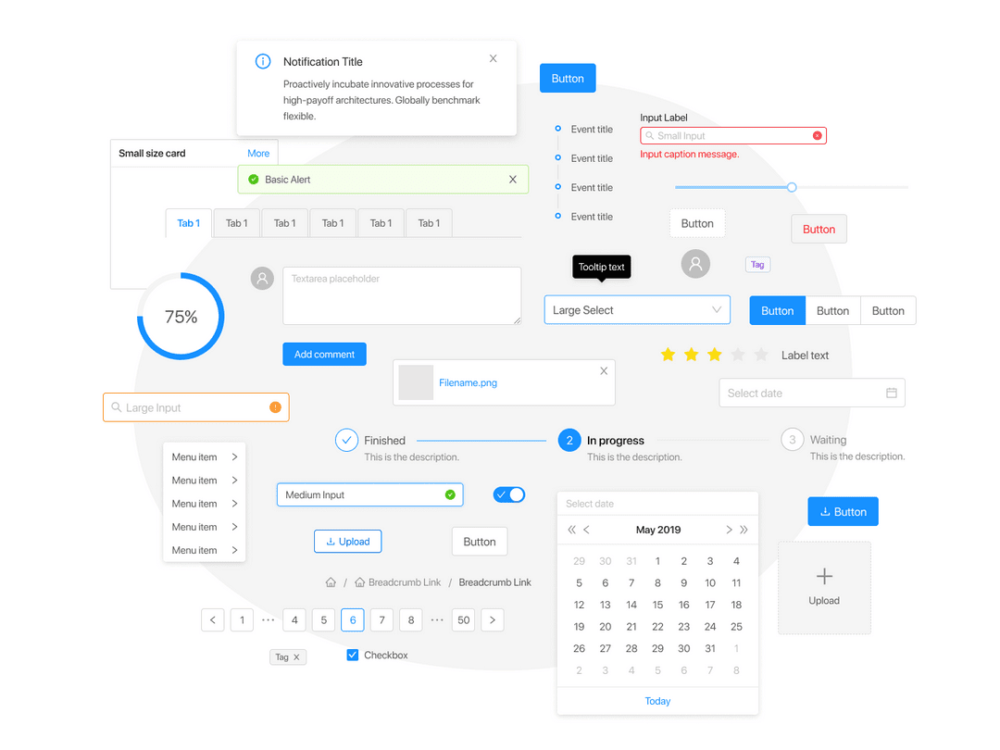 Notification Title
Proactively incubate innovative processes for
high-payoff architectures. Globally benchmark
flexible.
Button
Input Label
Small Input
Input caption message.
Event title
Event title
Event title
Event title
Small size card More
Basic Alert
Tab 1 Tab 1 Tab 1 Tab 1 Tab 1 Tab 1
Button
Button
Tooltip text
Tag
75%
Textarea placeholder
Large Select
Button Button Button
Add comment
Label text
Filename.png
Select date
Large Input
Finished
This is the description.
2 In progress
This is the description.
3 Waiting
This is the description.
Menu item
Menu item
Menu item
Menu item
Menu item
Medium Input
Upload
Button
/ Breadcrumb Link / Breadcrumb Link
1 ••• 4 5 6 7 8 ••• 50
Tag
Checkbox
Select date
May 2019
29 30 31 1 2 3 4
5 6 7 8 9 10 11
12 13 14 15 16 17 18
19 20 21 22 23 24 25
26 27 28 29 30 31 1
2 3 4 5 6 7 8
Today
Button
Upload